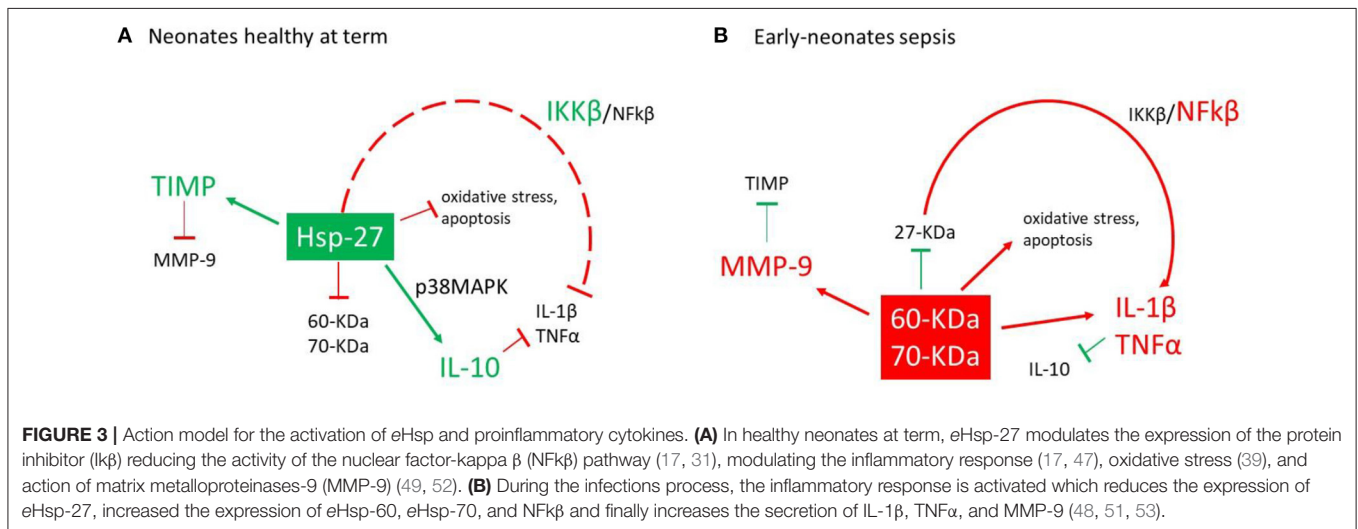 A Neonates healthy at term
IKKβ/NFkβ
TIMP
oxidative stress,
apoptosis
Hsp-27
MMP-9
p38MAPK
60-KDa
70-KDa
IL-1β
TNFα
IL-10
B Early-neonates sepsis
IKKβ/NFkβ
TIMP
27-KDa
oxidative stress,
apoptosis
MMP-9
60-KDa
70-KDa
IL-1β
TNFα
IL-10
FIGURE 3 | Action model for the activation of eHsp and proinflammatory cytokines. (A) In healthy neonates at term, eHsp-27 modulates the expression of the protein
inhibitor (Ikβ) reducing the activity of the nuclear factor-kappa β (NFkβ) pathway (17, 31), modulating the inflammatory response (17, 47), oxidative stress (39), and
action of matrix metalloproteinases-9 (MMP-9) (49, 52). (B) During the infections process, the inflammatory response is activated which reduces the expression of
eHsp-27, increased the expression of eHsp-60, eHsp-70, and NFkβ and finally increases the secretion of IL-1β, TNFα, and MMP-9 (48, 51, 53).